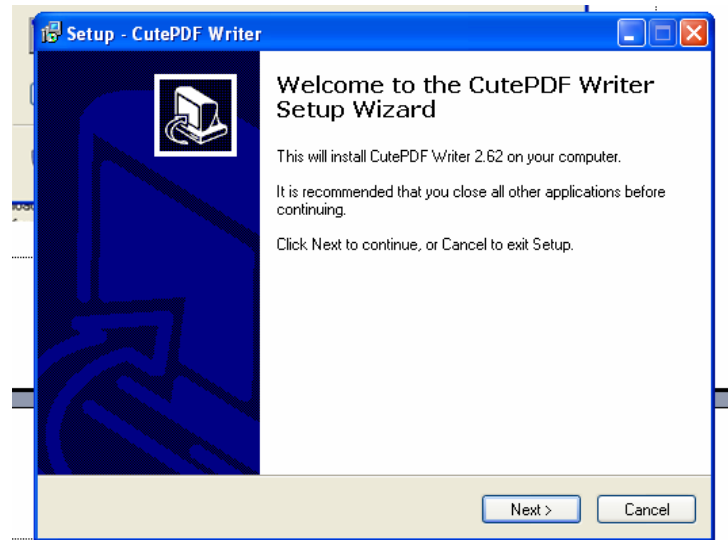 Setup - CutePDF Writer
Welcome to the CutePDF Writer
Setup Wizard
This will install CutePDF Writer 2.62 on your computer.
It is recommended that you close all other applications before
continuing.
Click Next to continue, or Cancel to exit Setup.
Next >
Cancel